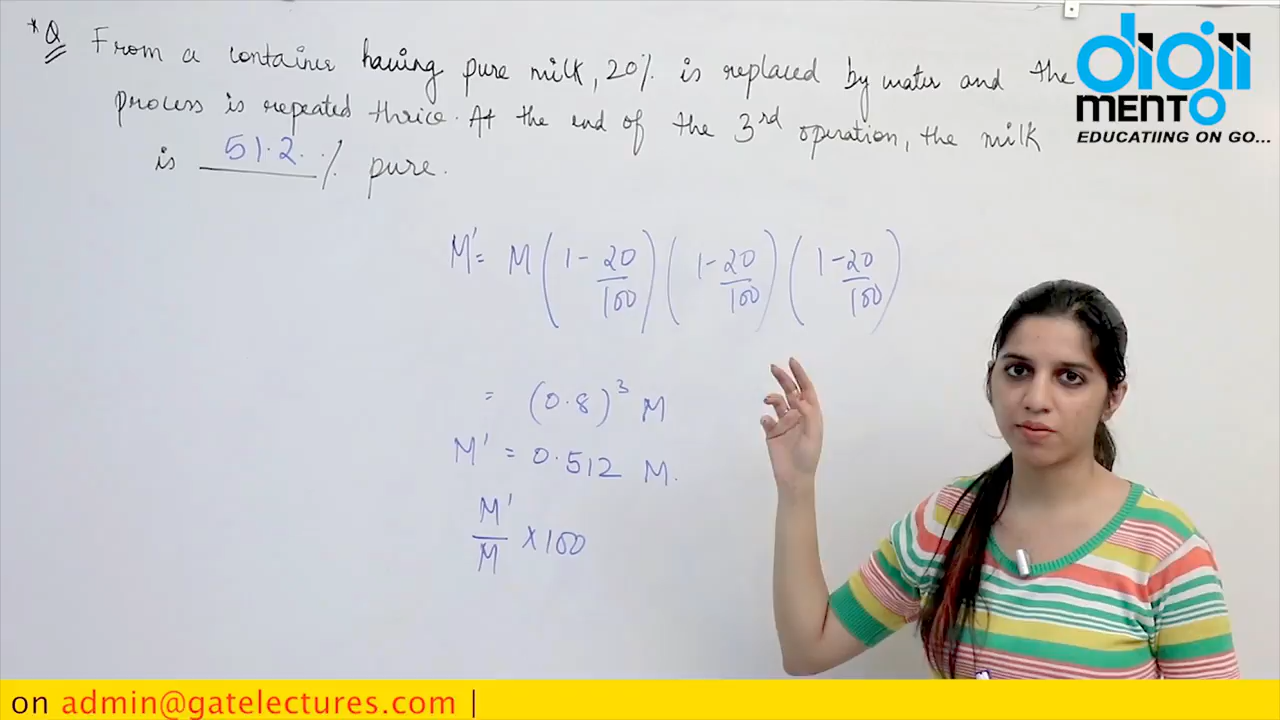 *Q From a container having pure milk, 20% is replaced by water and the
process is repeated thrice. At the end of the 3rd operation, the milk
is 51.2 % pure.
M' = M (1 - 20/100) (1 - 20/100) (1 - 20/100)
= (0.8)³ M
M' = 0.512 M.
M'/M × 100
DIGII
MENTO
EDUCATIING ON GO...
on admin@gatelectures.com |